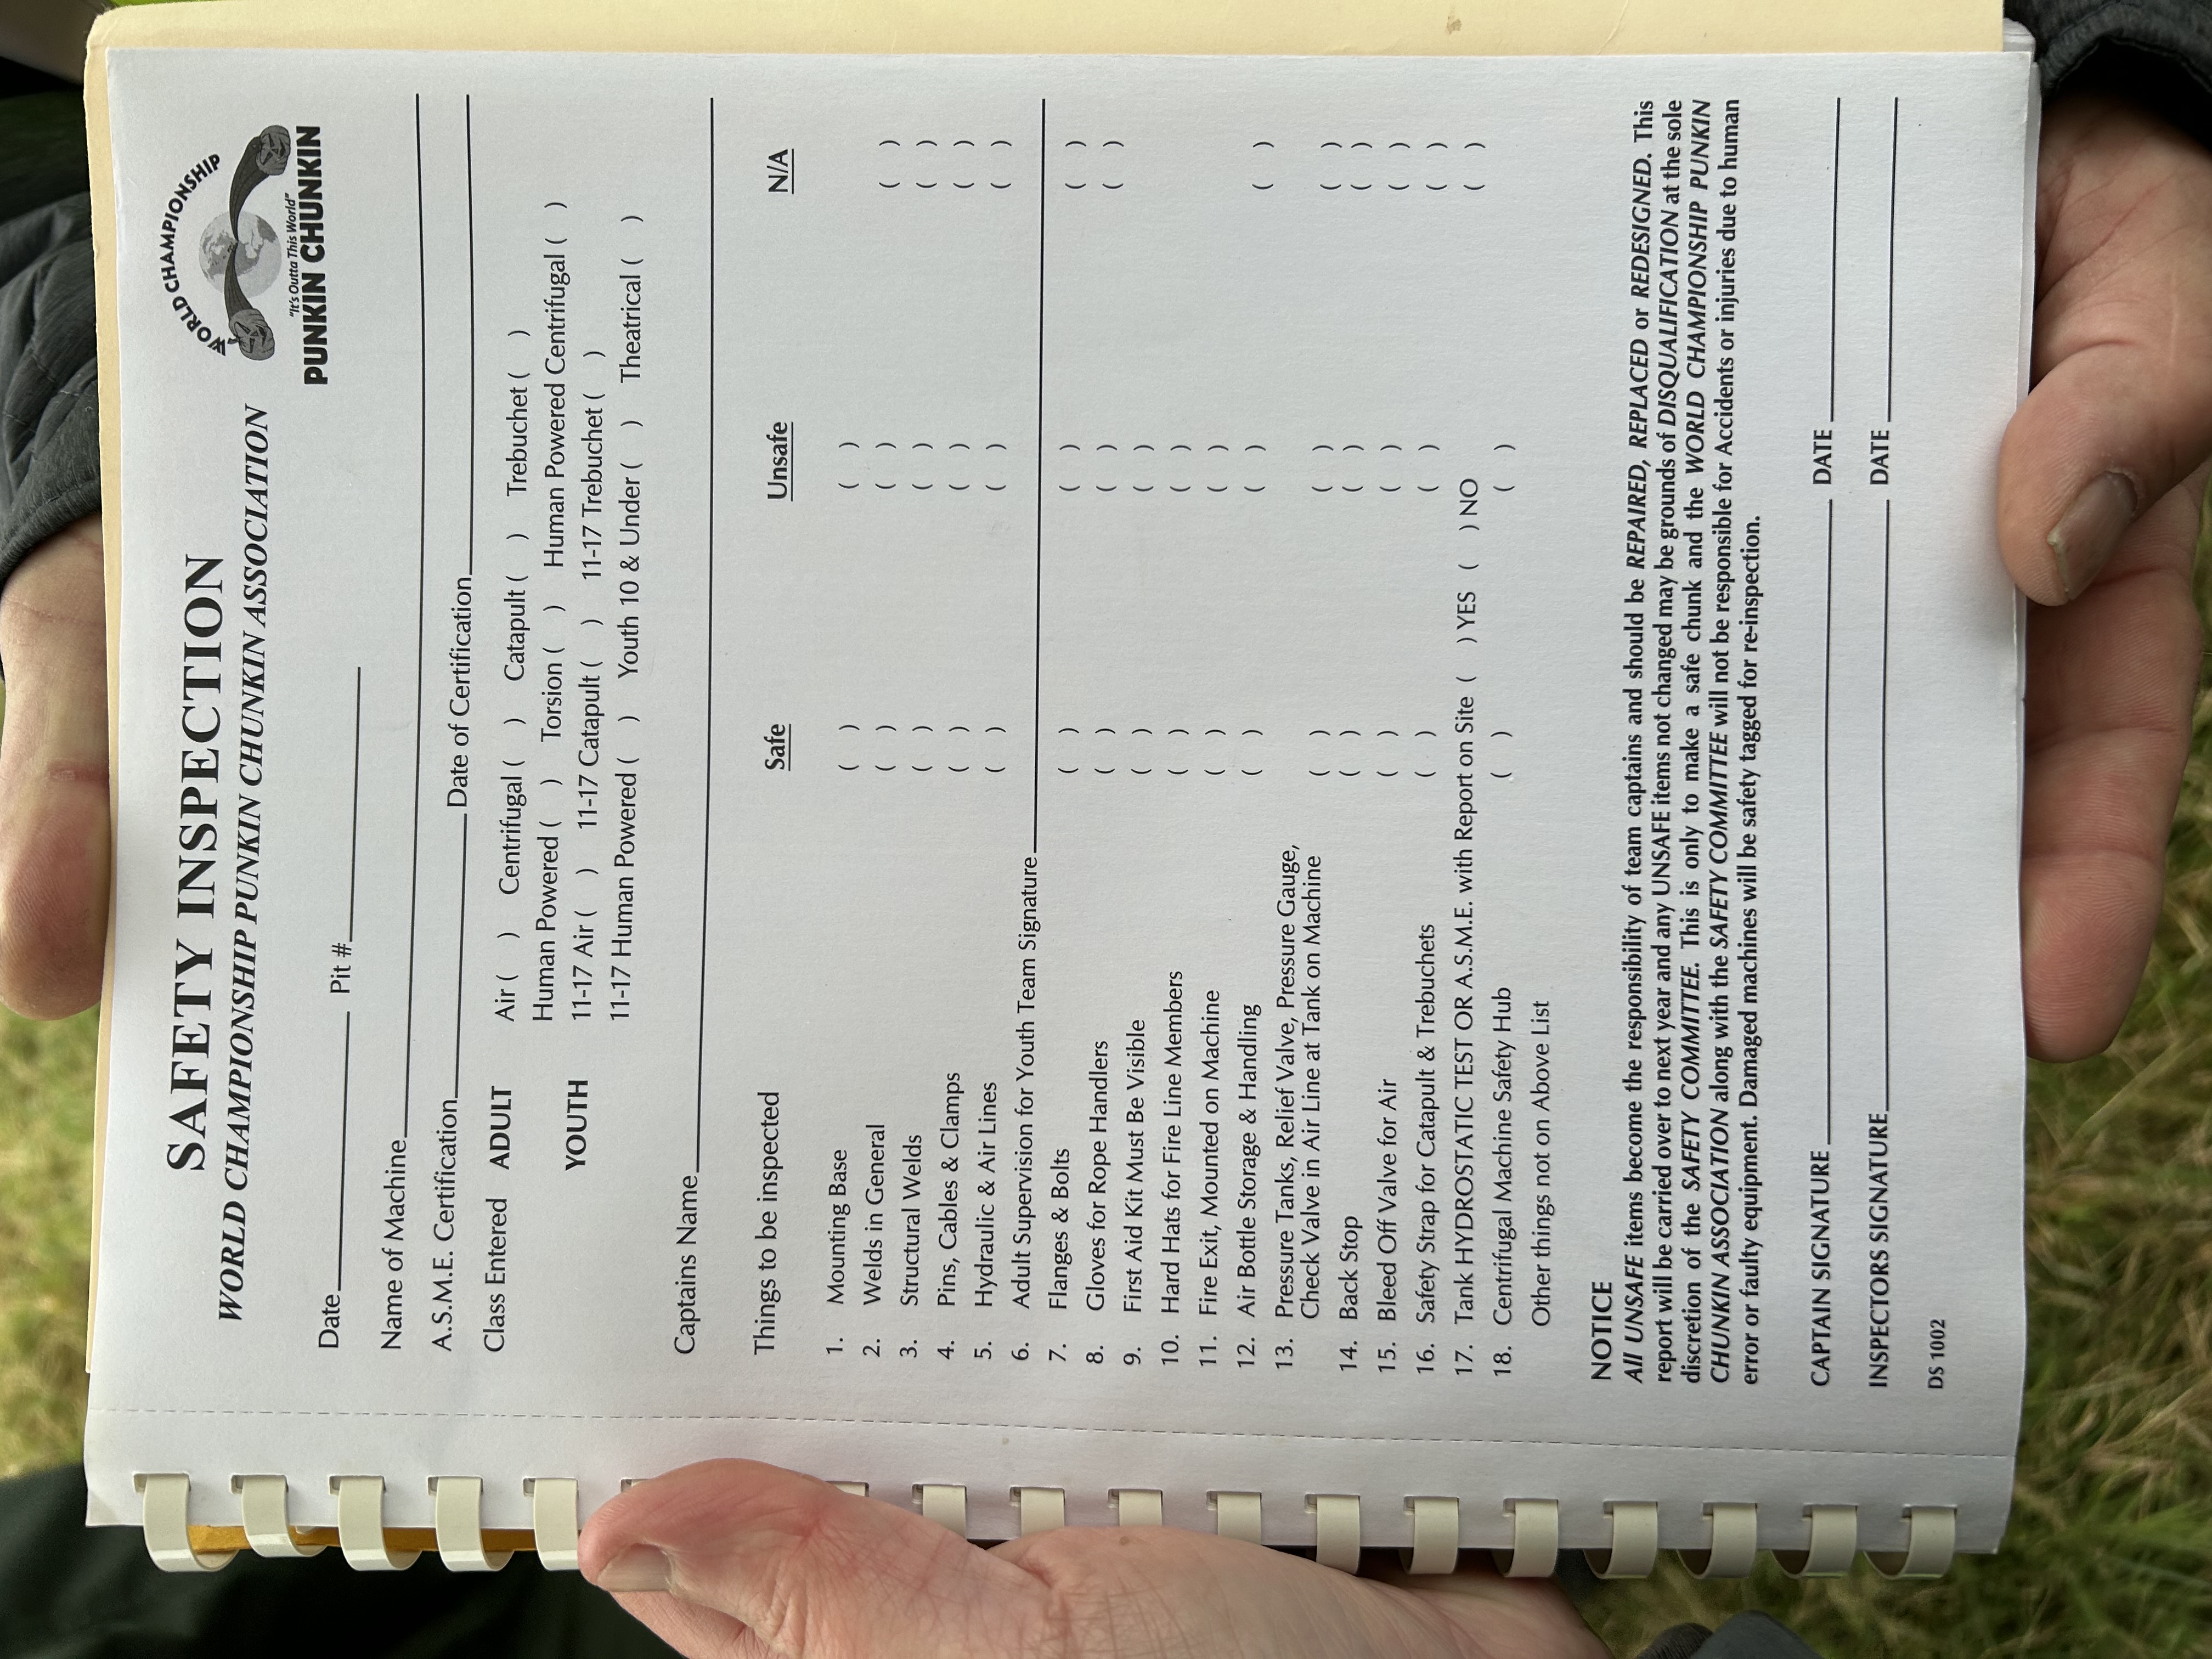 SAFETY INSPECTION
WORLD CHAMPIONSHIP PUNKIN CHUNKIN ASSOCIATION
WORLD CHAMPIONSHIP
"It's Outta This World"
PUNKIN CHUNKIN
Date____________ Pit #____________
Name of Machine____________
A.S.M.E. Certification____________ Date of Certification____________
Class Entered ADULT Air ( ) Centrifugal ( ) Catapult ( ) Trebuchet ( )
Human Powered ( ) Torsion ( ) Human Powered Centrifugal ( )
YOUTH 11-17 Air ( ) 11-17 Catapult ( ) 11-17 Trebuchet ( )
11-17 Human Powered ( ) Youth 10 & Under ( ) Theatrical ( )
Captains Name____________
Things to be inspected Safe Unsafe N/A
1. Mounting Base ( ) ( )
2. Welds in General ( ) ( ) ( )
3. Structural Welds ( ) ( ) ( )
4. Pins, Cables & Clamps ( ) ( ) ( )
5. Hydraulic & Air Lines ( ) ( ) ( )
6. Adult Supervision for Youth Team Signature____________
7. Flanges & Bolts ( ) ( ) ( )
8. Gloves for Rope Handlers ( ) ( ) ( )
9. First Aid Kit Must Be Visible ( ) ( )
10. Hard Hats for Fire Line Members ( ) ( )
11. Fire Exit, Mounted on Machine ( ) ( )
12. Air Bottle Storage & Handling ( ) ( ) ( )
13. Pressure Tanks, Relief Valve, Pressure Gauge,
Check Valve in Air Line at Tank on Machine ( ) ( ) ( )
14. Back Stop ( ) ( ) ( )
15. Bleed Off Valve for Air ( ) ( ) ( )
16. Safety Strap for Catapult & Trebuchets ( ) ( ) ( )
17. Tank HYDROSTATIC TEST OR A.S.M.E. with Report on Site ( ) YES ( ) NO ( )
18. Centrifugal Machine Safety Hub ( ) ( )
Other things not on Above List
NOTICE
All UNSAFE items become the responsibility of team captains and should be REPAIRED, REPLACED or REDESIGNED. This
report will be carried over to next year and any UNSAFE items not changed may be grounds of DISQUALIFICATION at the sole
discretion of the SAFETY COMMITTEE. This is only to make a safe chunk and the WORLD CHAMPIONSHIP PUNKIN
CHUNKIN ASSOCIATION along with the SAFETY COMMITTEE will not be responsible for Accidents or injuries due to human
error or faulty equipment. Damaged machines will be safety tagged for re-inspection.
CAPTAIN SIGNATURE____________ DATE____________
INSPECTORS SIGNATURE____________ DATE____________
DS 1002